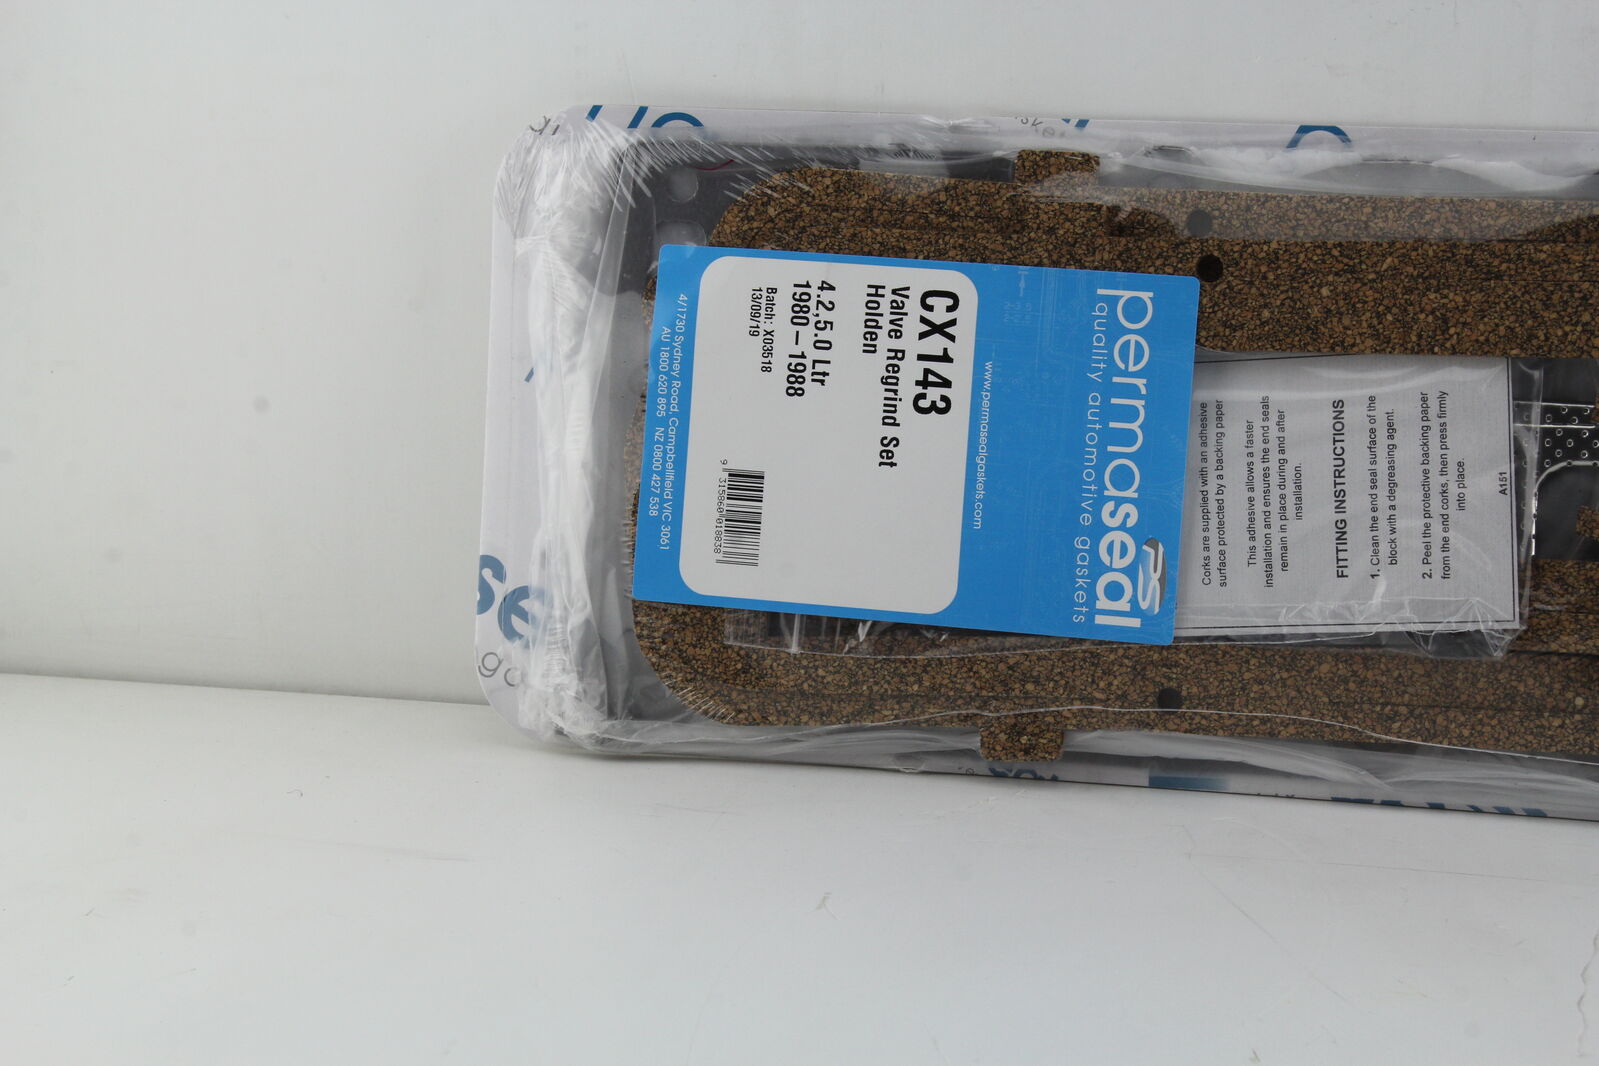 permaseal
quality automotive gaskets
PS
www.permasealgaskets.com
CX143
Valve Regrind Set
Holden
4.2,5.0 Ltr
1980–1988
Batch: X03518
13/09/19
9 315860 018838
4/1730 Sydney Road, Campbellfield VIC 3061
AU 1800 620 895 NZ 0800 427 538
Corks are supplied with an adhesive
surface protected by a backing paper
This adhesive allows a faster
installation and ensures the end seals
remain in place during and after
installation.
FITTING INSTRUCTIONS
1. Clean the end seal surface of the
block with a degreasing agent.
2. Peel the protective backing paper
from the end corks, then press firmly
into place.
A151
se